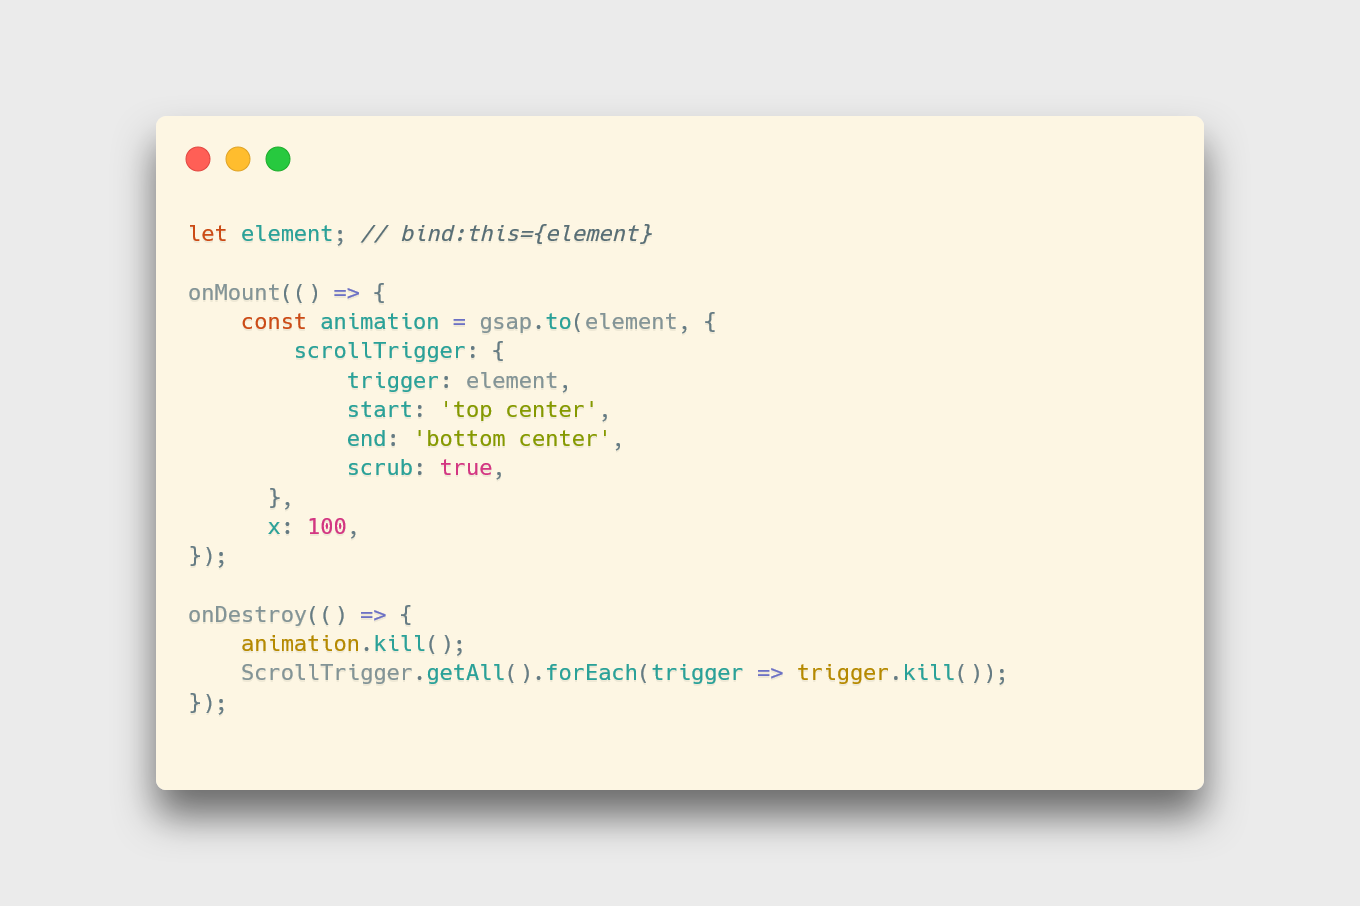 let element; // bind:this={element}
onMount(() => {
    const animation = gsap.to(element, {
        scrollTrigger: {
            trigger: element,
            start: 'top center',
            end: 'bottom center',
            scrub: true,
      },
      x: 100,
});
onDestroy(() => {
    animation.kill();
    ScrollTrigger.getAll().forEach(trigger => trigger.kill());
});